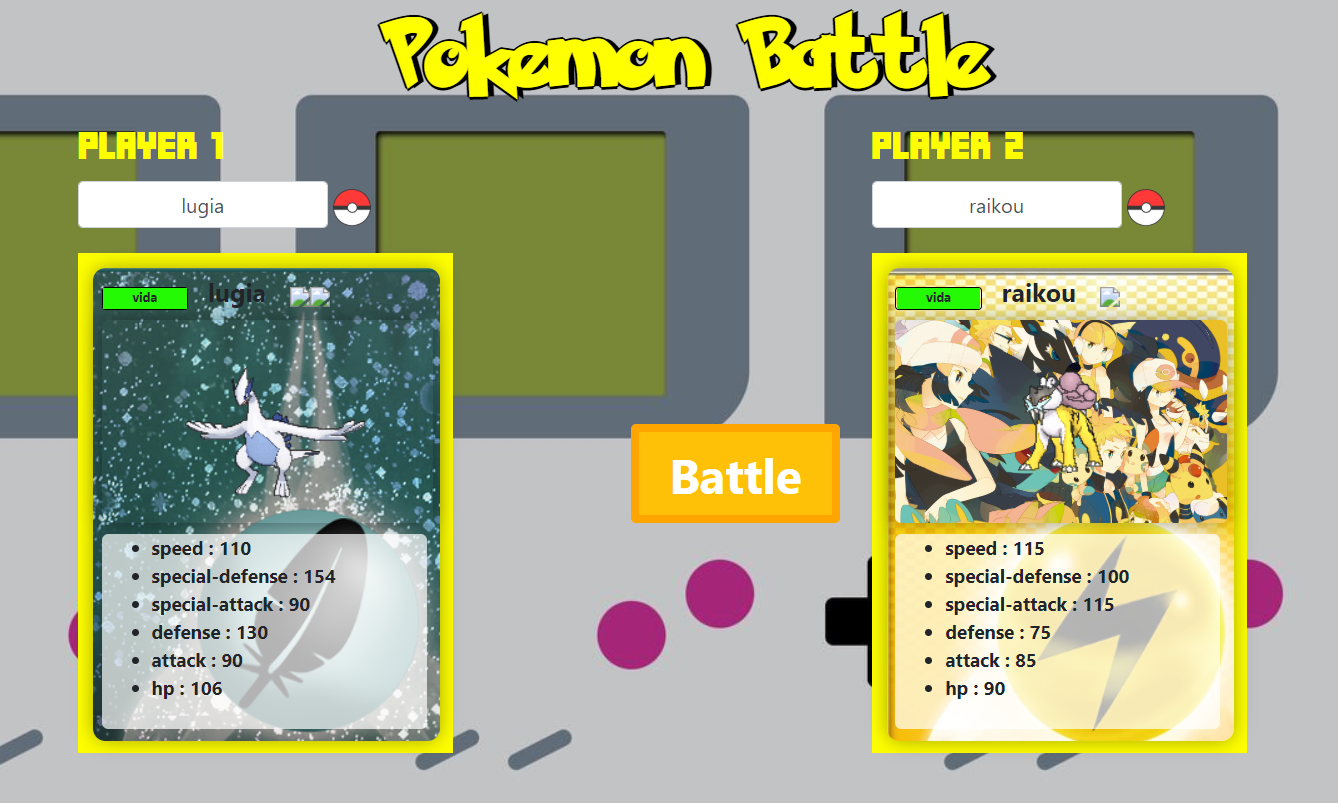 Pokemon Battle
PLAYER 1
lugia
vida
lugia
speed : 110
special-defense : 154
special-attack : 90
defense : 130
attack : 90
hp : 106
Battle
PLAYER 2
raikou
vida
raikou
speed : 115
special-defense : 100
special-attack : 115
defense : 75
attack : 85
hp : 90